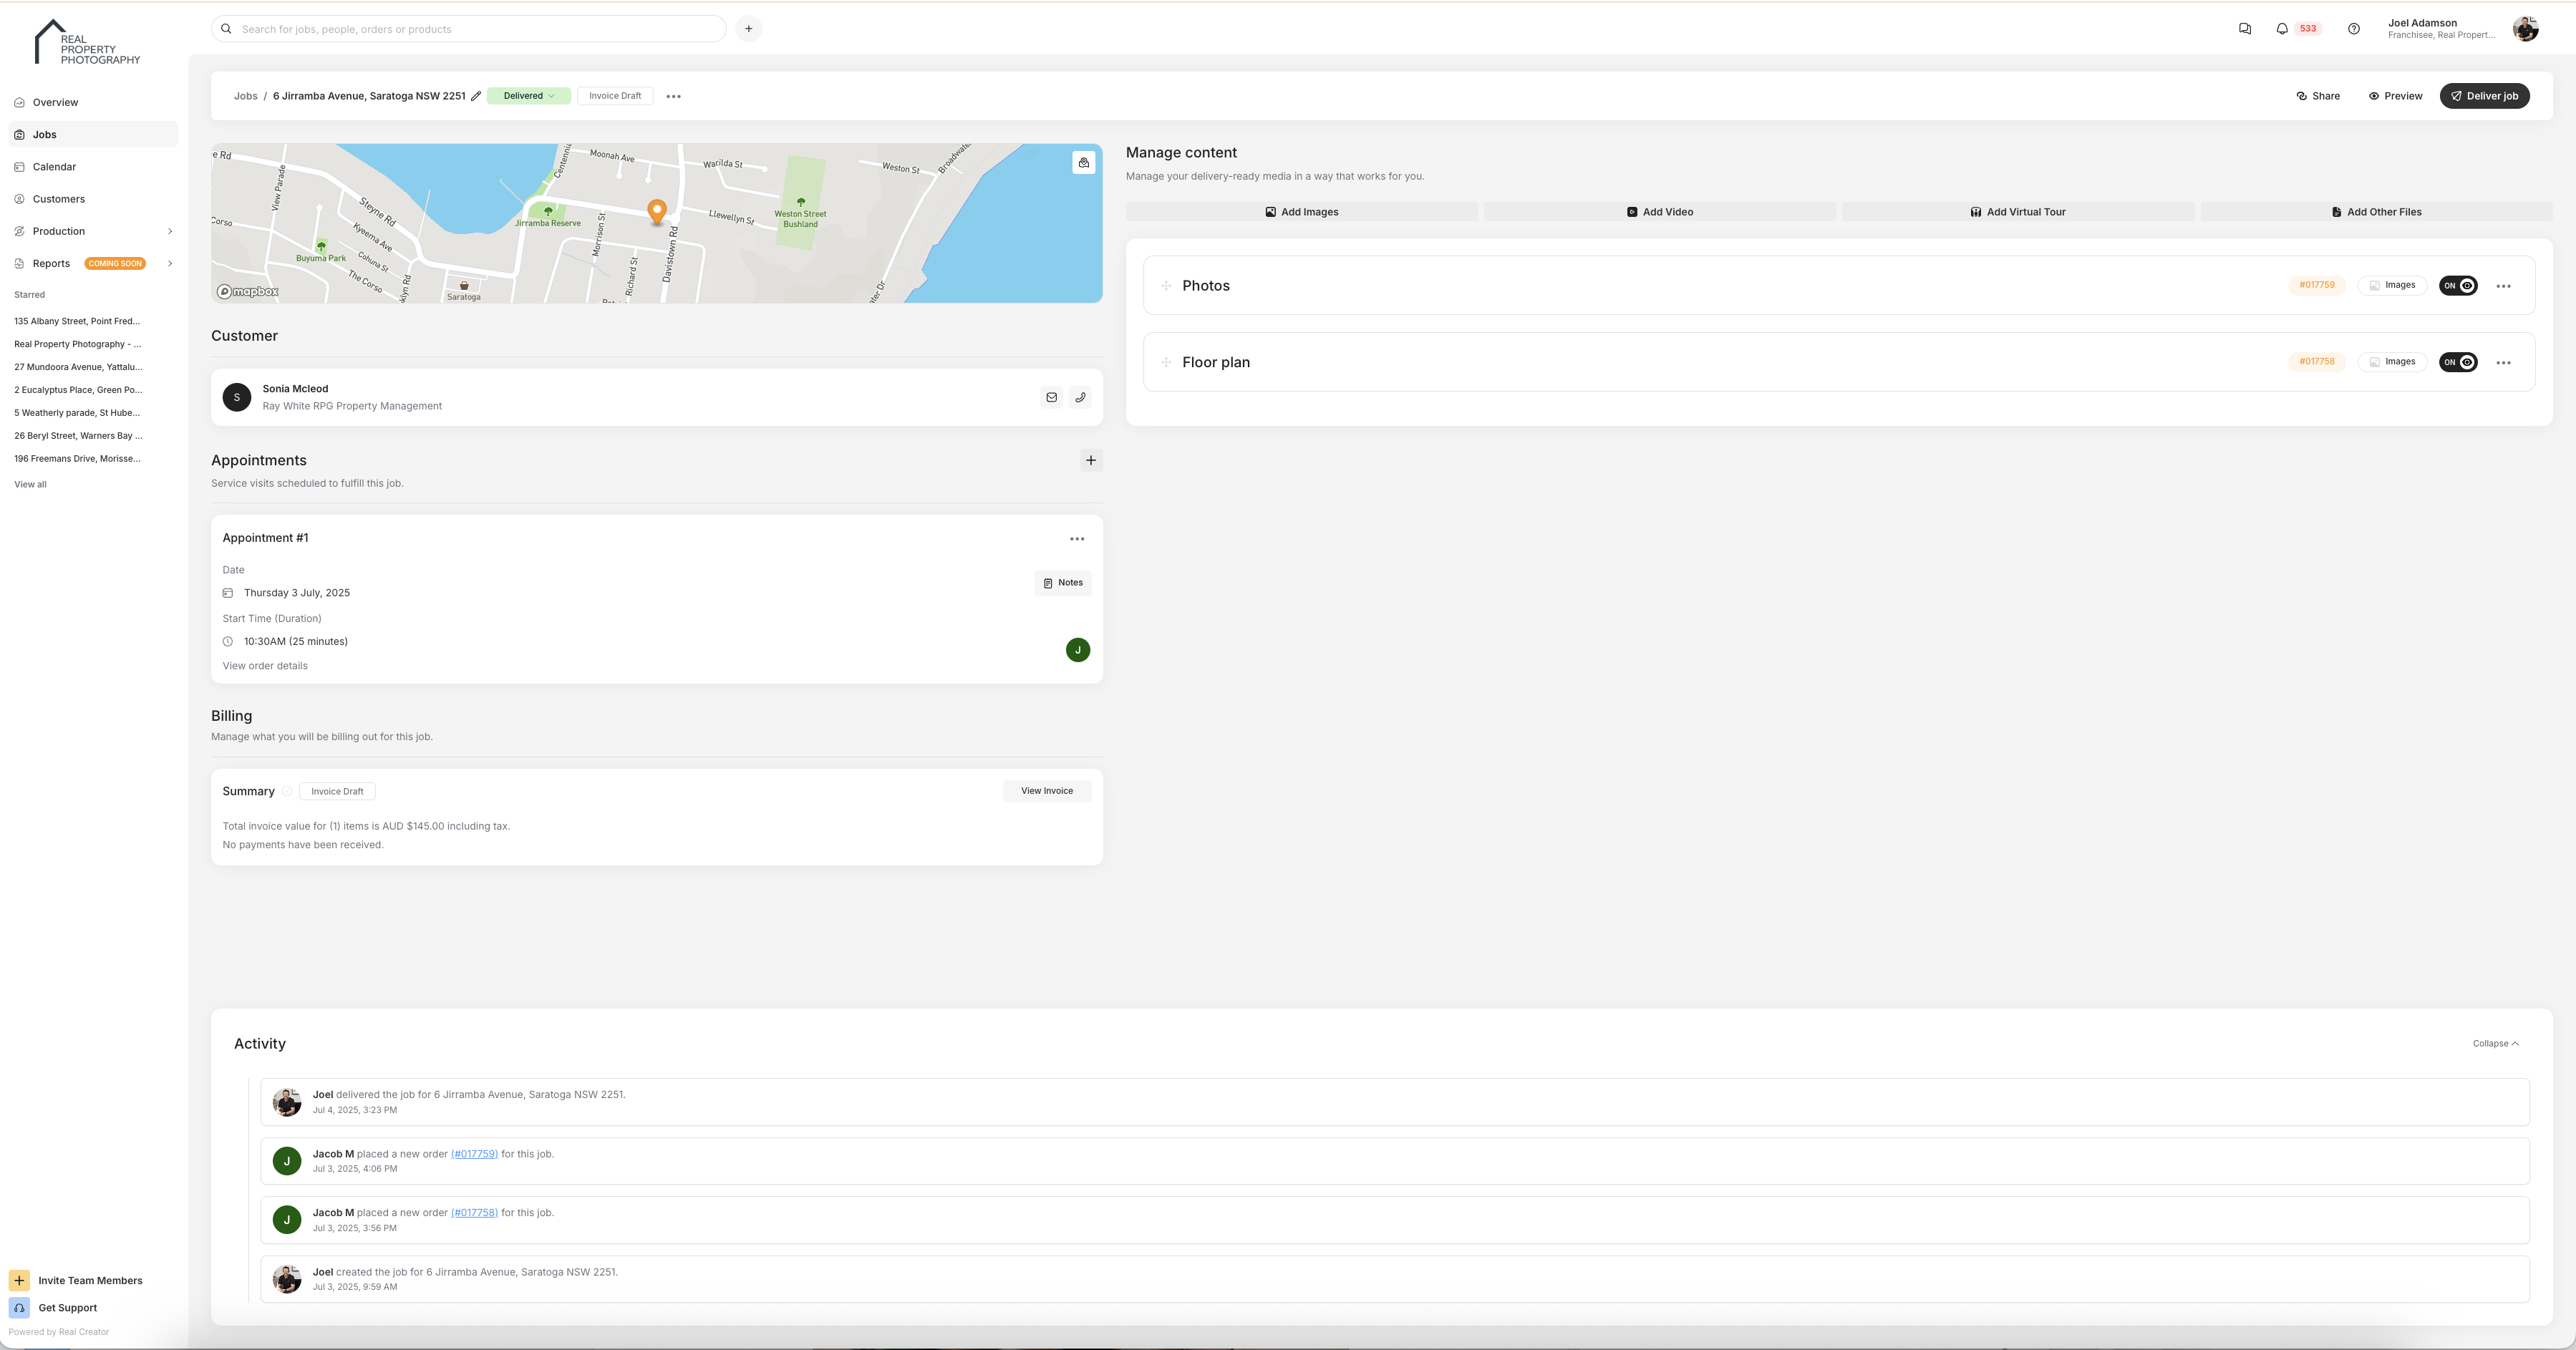 REAL
PROPERTY
PHOTOGRAPHY
Search for jobs, people, orders or products
533
Joel Adamson
Franchisee, Real Propert...
Overview
Jobs
Calendar
Customers
Production
Reports COMING SOON
Starred
135 Albany Street, Point Fred...
Real Property Photography - ...
27 Mundoora Avenue, Yattalu...
2 Eucalyptus Place, Green Po...
5 Weatherly parade, St Hube...
26 Beryl Street, Warners Bay ...
196 Freemans Drive, Morisse...
View all
Invite Team Members
Get Support
Powered by Real Creator
Jobs / 6 Jirramba Avenue, Saratoga NSW 2251 Delivered Invoice Draft
Share Preview Deliver job
e Rd
View Parade
Corso
Steyne Rd
Kyeema Ave
Buyuma Park
Cohuna St
The Corso
klyn Rd
Saratoga
Centenni
Moonah Ave
Jirramba Reserve
Morrison St
Richard St
Davistown Rd
Warilda St
Llewellyn St
Weston Street
Bushland
Weston St
Broadwate
ter Dr
mapbox
Customer
S
Sonia Mcleod
Ray White RPG Property Management
Appointments
Service visits scheduled to fulfill this job.
Appointment #1
Date
Notes
Thursday 3 July, 2025
Start Time (Duration)
10:30AM (25 minutes)
J
View order details
Billing
Manage what you will be billing out for this job.
Summary Invoice Draft View Invoice
Total invoice value for (1) items is AUD $145.00 including tax.
No payments have been received.
Manage content
Manage your delivery-ready media in a way that works for you.
Add Images Add Video Add Virtual Tour Add Other Files
Photos #017759 Images ON
Floor plan #017758 Images ON
Activity Collapse
Joel delivered the job for 6 Jirramba Avenue, Saratoga NSW 2251.
Jul 4, 2025, 3:23 PM
J
Jacob M placed a new order (#017759) for this job.
Jul 3, 2025, 4:06 PM
J
Jacob M placed a new order (#017758) for this job.
Jul 3, 2025, 3:56 PM
Joel created the job for 6 Jirramba Avenue, Saratoga NSW 2251.
Jul 3, 2025, 9:59 AM